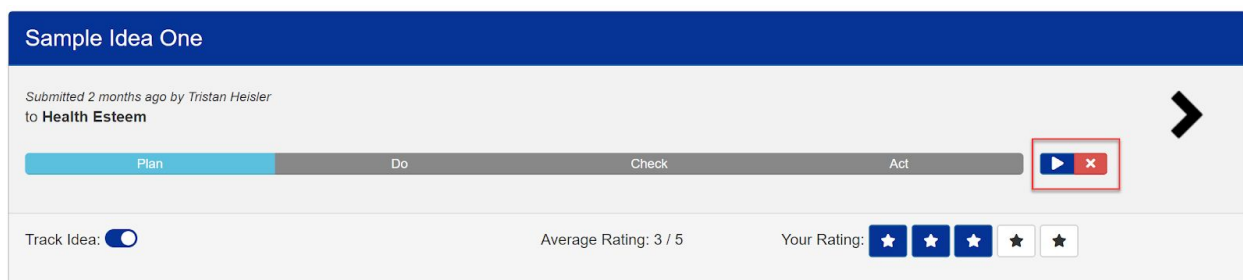 Sample Idea One
Submitted 2 months ago by Tristan Heisler
to Health Esteem
Plan Do Check Act
Track Idea: Average Rating: 3 / 5 Your Rating: